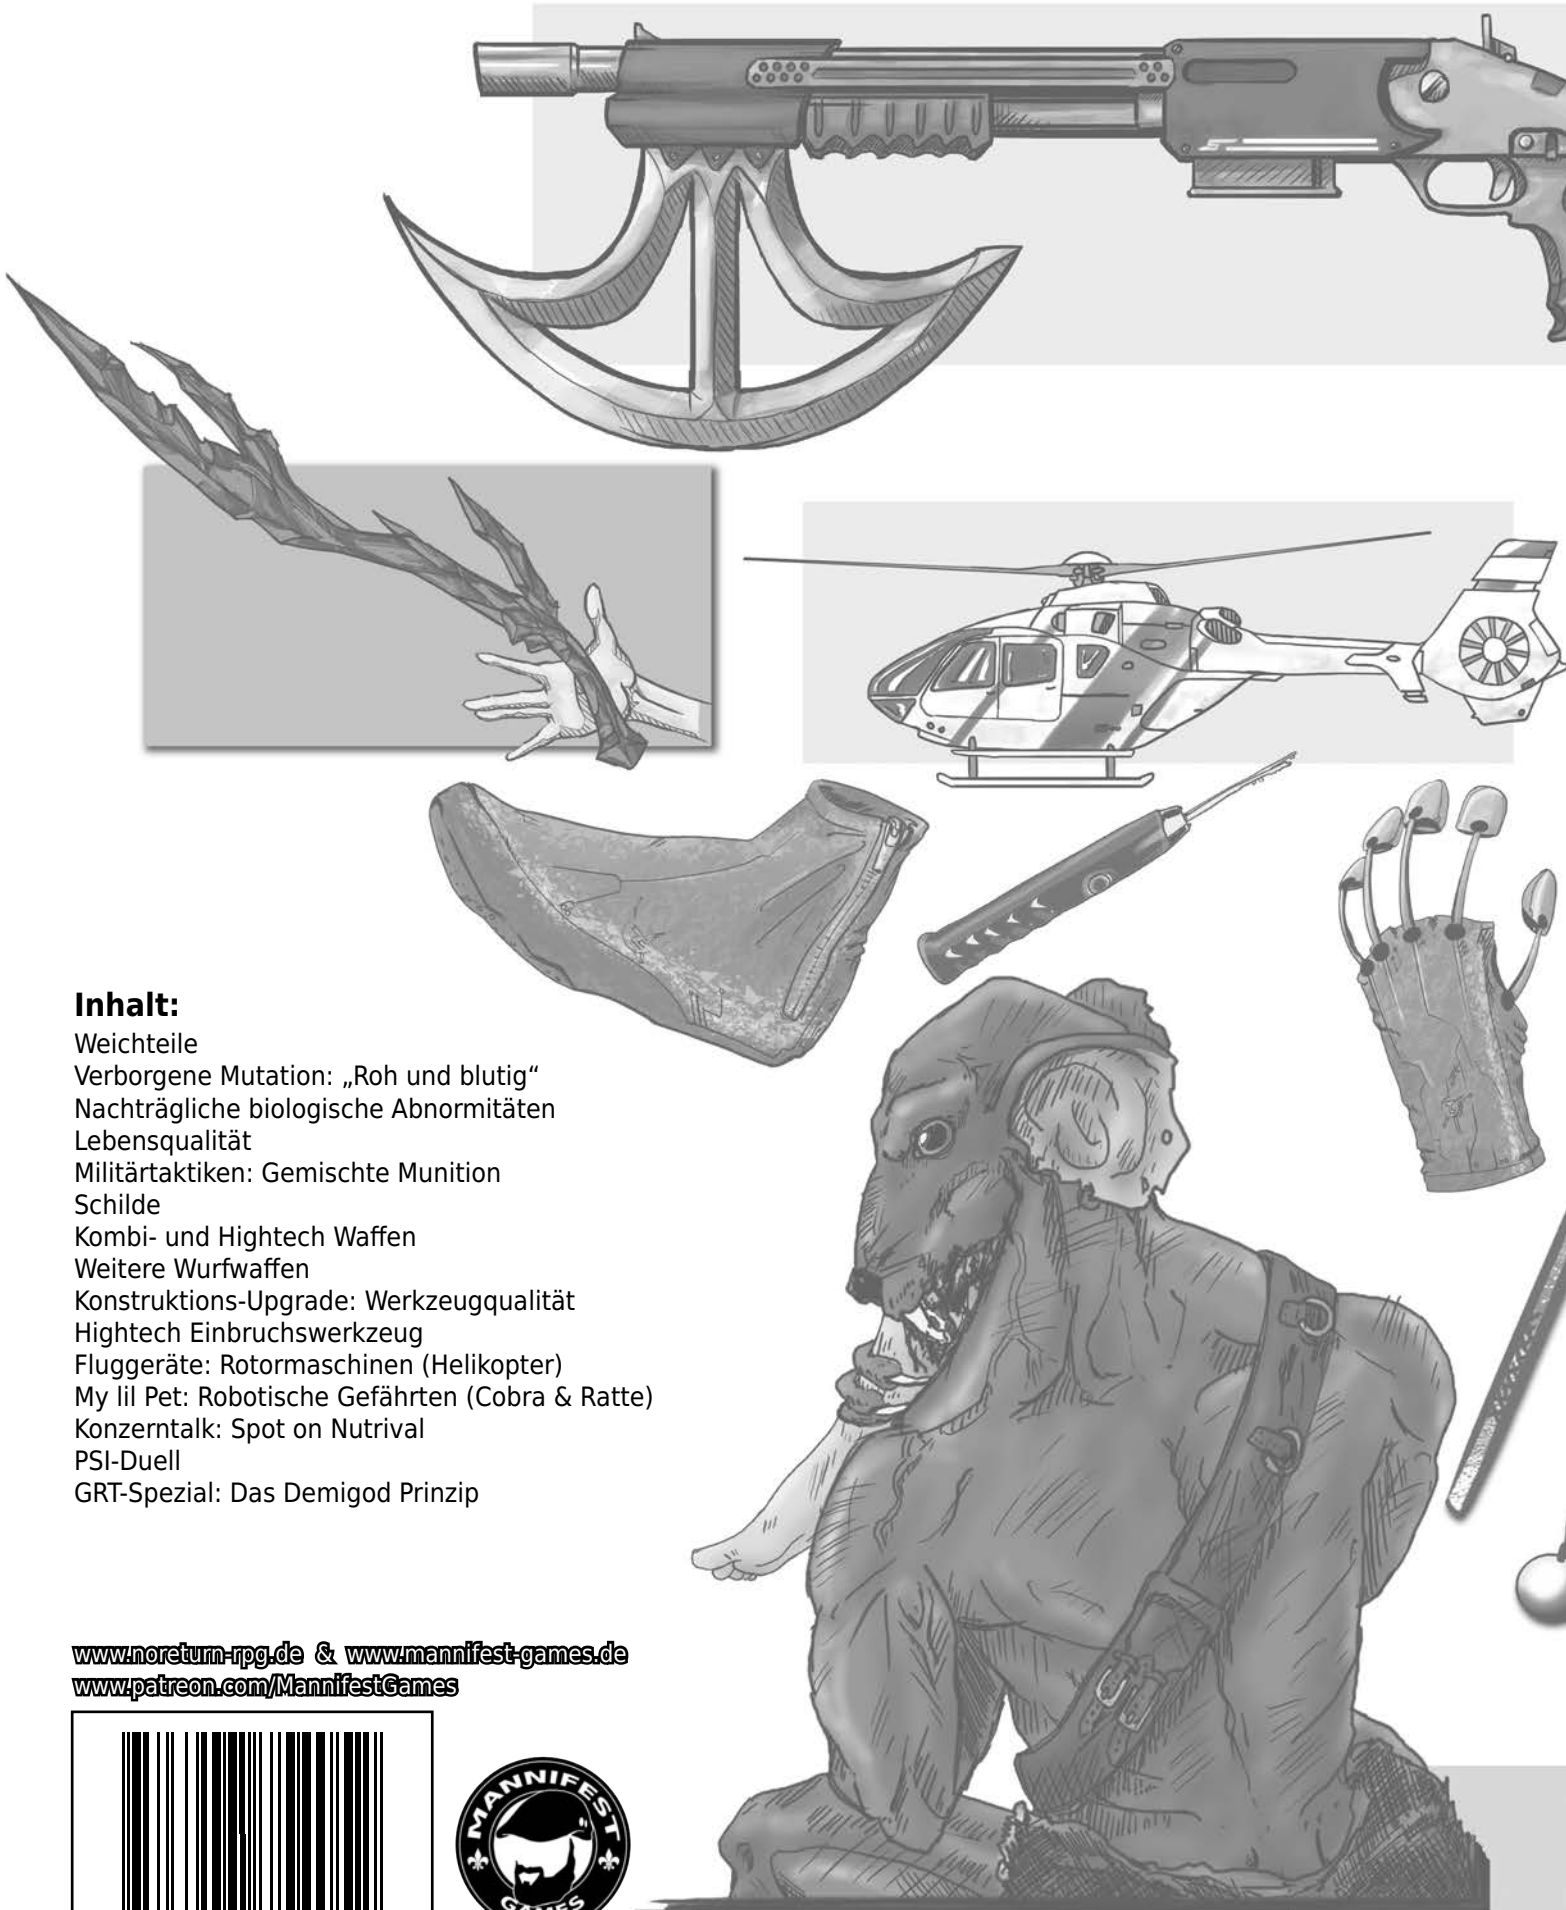 Inhalt:
Weichteile
Verborgene Mutation: „Roh und blutig“
Nachträgliche biologische Abnormitäten
Lebensqualität
Militärtaktiken: Gemischte Munition
Schilde
Kombi- und Hightech Waffen
Weitere Wurfwaffen
Konstruktions-Upgrade: Werkzeugqualität
Hightech Einbruchswerkzeug
Fluggeräte: Rotormaschinen (Helikopter)
My lil Pet: Robotische Gefährten (Cobra & Ratte)
Konzerntalk: Spot on Nutrival
PSI-Duell
GRT-Spezial: Das Demigod Prinzip
www.noreturn-rpg.de & www.mannifest-games.de
www.patreon.com/MannifestGames
MANNIFEST
GAMES